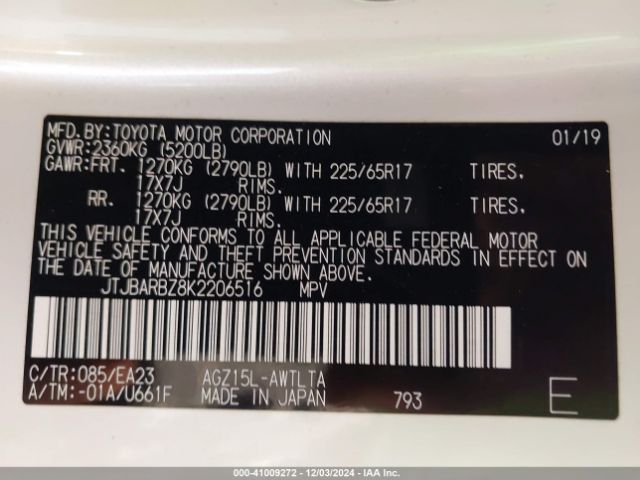 MFD.BY:TOYOTA MOTOR CORPORATION 01/19
GVWR:2360KG (5200LB)
GAWR:FRT. 1270KG (2790LB) WITH 225/65R17 TIRES.
17X7J RIMS.
RR. 1270KG (2790LB) WITH 225/65R17 TIRES.
17X7J RIMS.
THIS VEHICLE CONFORMS TO ALL APPLICABLE FEDERAL MOTOR
VEHICLE SAFETY AND THEFT PREVENTION STANDARDS IN EFFECT ON
THE DATE OF MANUFACTURE SHOWN ABOVE.
JTJBARBZ8K2206516 MPV
C/TR:085/EA23 AGZ15L-AWTLTA
A/TM:-01A/U661F MADE IN JAPAN 793 E
000-41009272 - 12/03/2024 - IAA Inc.